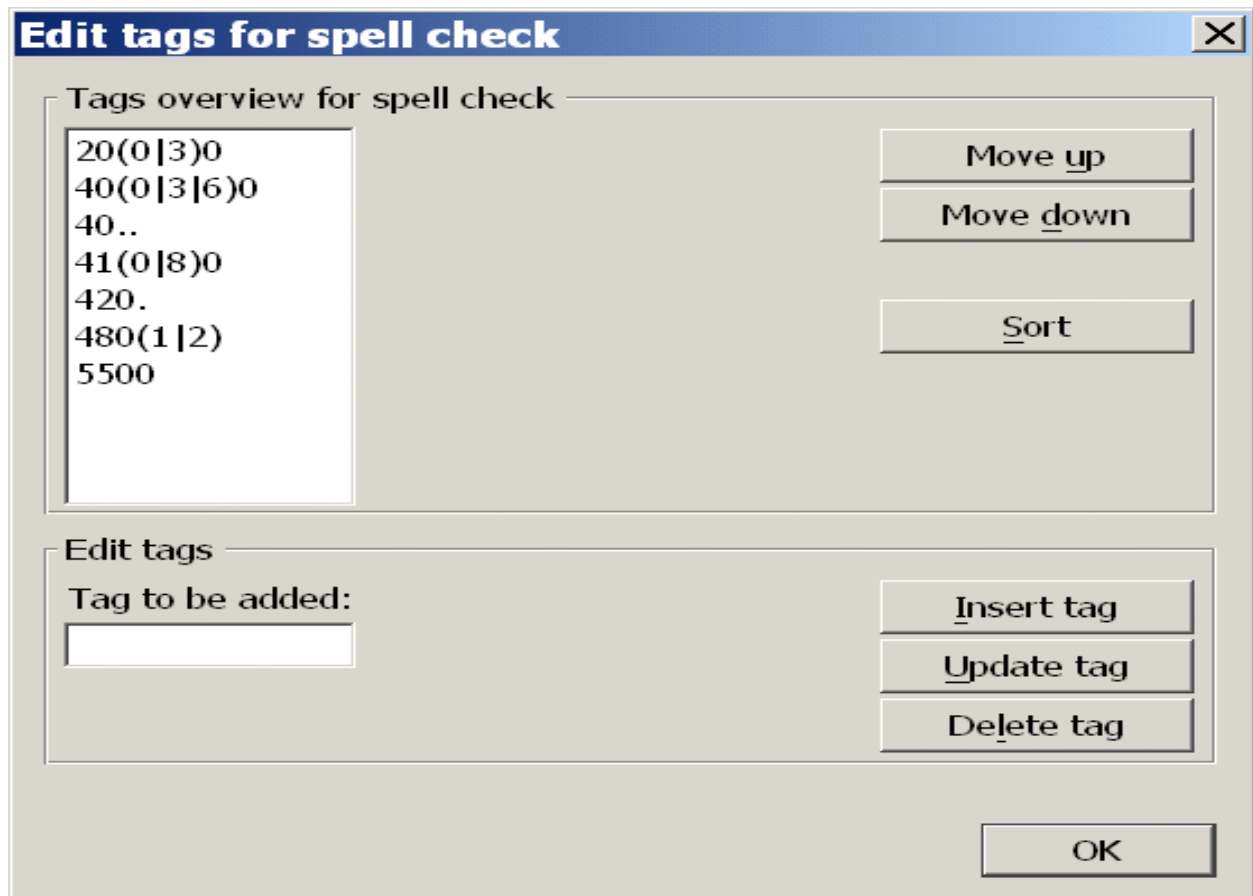 Edit tags for spell check
Tags overview for spell check
20(0|3)0
40(0|3|6)0
40..
41(0|8)0
420.
480(1|2)
5500
Move up
Move down
Sort
Edit tags
Tag to be added:
Insert tag
Update tag
Delete tag
OK